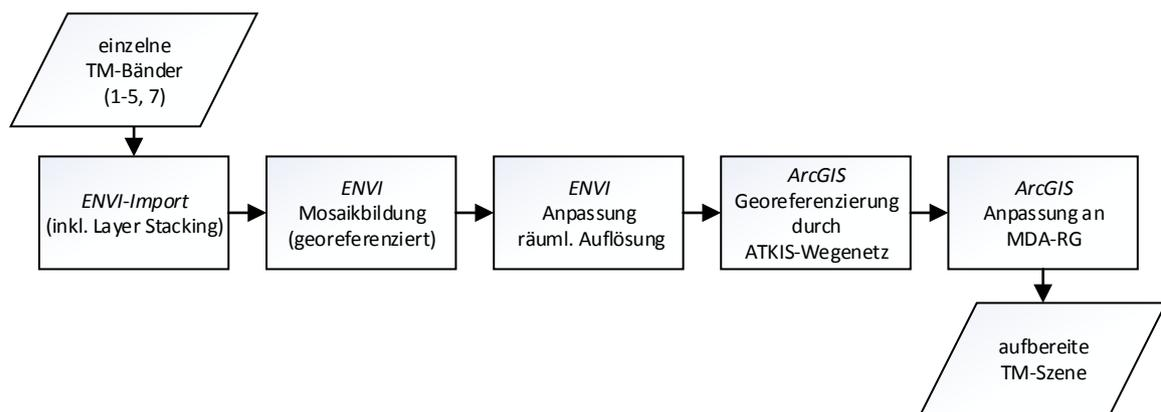 einzelne
TM-Bänder
(1-5, 7)
ENVI-Import
(inkl. Layer Stacking)
ENVI
Mosaikbildung
(georeferenziert)
ENVI
Anpassung
räuml. Auflösung
ArcGIS
Georeferenzierung
durch
ATKIS-Wegenetz
ArcGIS
Anpassung an
MDA-RG
aufbereite
TM-Szene